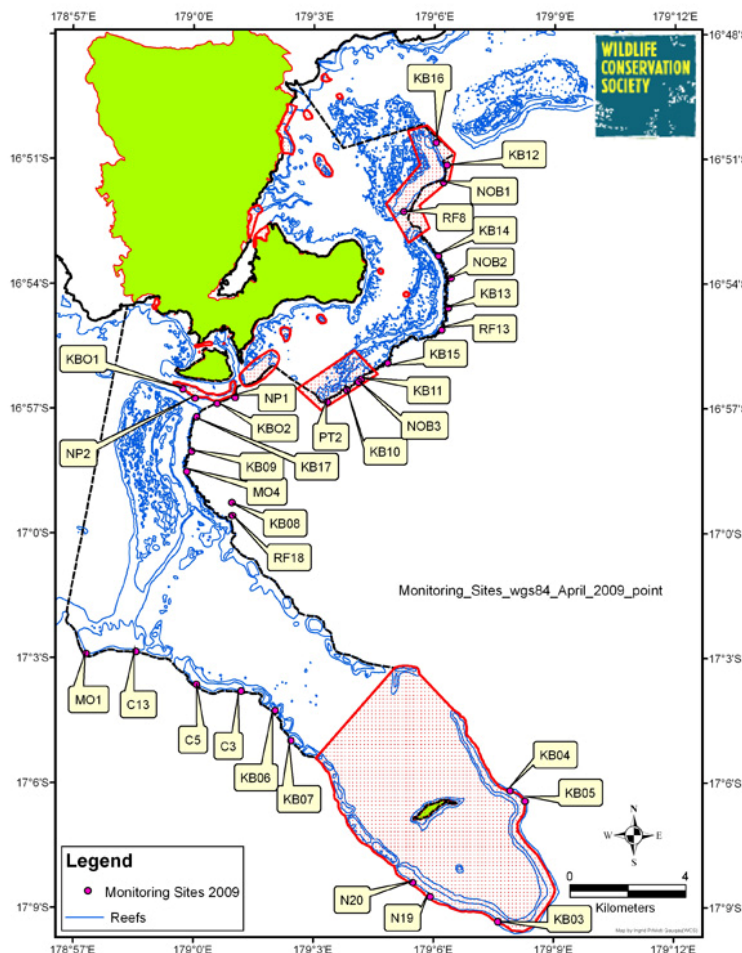 178°57'E 179°0'E 179°3'E 179°6'E 179°9'E 179°12'E
16°48'S
WILDLIFE
CONSERVATION
SOCIETY
KB16
16°51'S 16°51'S
KB12
NOB1
RF8
KB14
16°54'S 16°54'S
NOB2
KB13
RF13
KBO1
KB15
NP1
KB11
16°57'S 16°57'S
KBO2
NOB3
NP2
PT2
KB10
KB17
KB09
MO4
17°0'S 17°0'S
KB08
RF18
Monitoring_Sites_wgs84_April_2009_point
17°3'S 17°3'S
MO1
C13
C5
C3
KB06
KB07
KB04
17°6'S 17°6'S
KB05
N
W E
S
Legend
Monitoring Sites 2009
Reefs
0 4
Kilometers
N20
N19
KB03
17°9'S 17°9'S
178°57'E 179°0'E 179°3'E 179°6'E 179°9'E 179°12'E